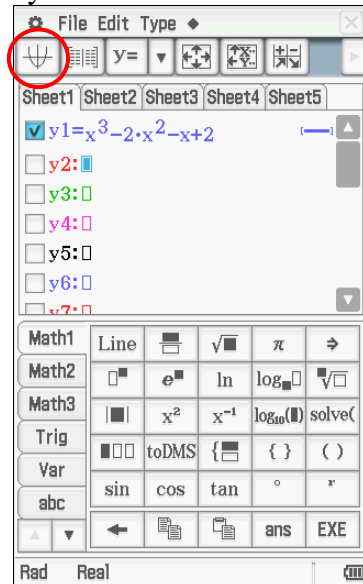 File Edit Type ◆
Y=
Sheet1 Sheet2 Sheet3 Sheet4 Sheet5
y1=x³-2·x²-x+2
y2:
y3:
y4:
y5:
y6:
y7:
Math1 Line √■ π ⇒
Math2 □■ e■ ln log■□ ■√□
Math3 |■| x² x⁻¹ log₁₀(■) solve(
Trig ■□□ toDMS { { } ( )
Var sin cos tan ° r
abc
ans EXE
Rad Real